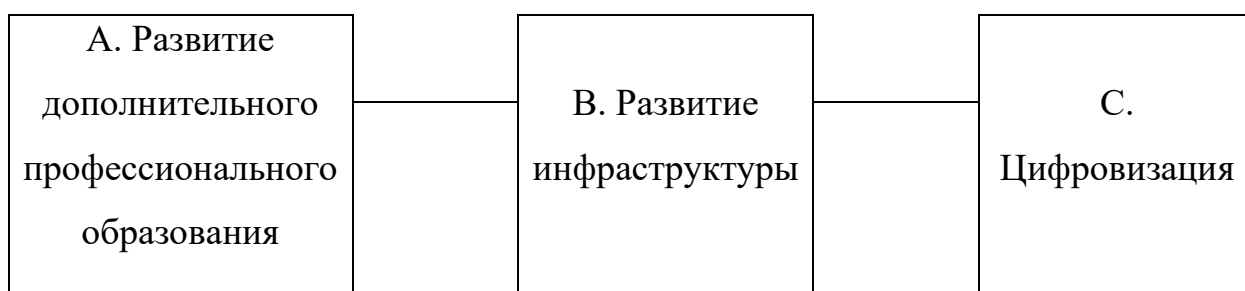 А. Развитие
дополнительного
профессионального
образования
В. Развитие
инфраструктуры
С.
Цифровизация